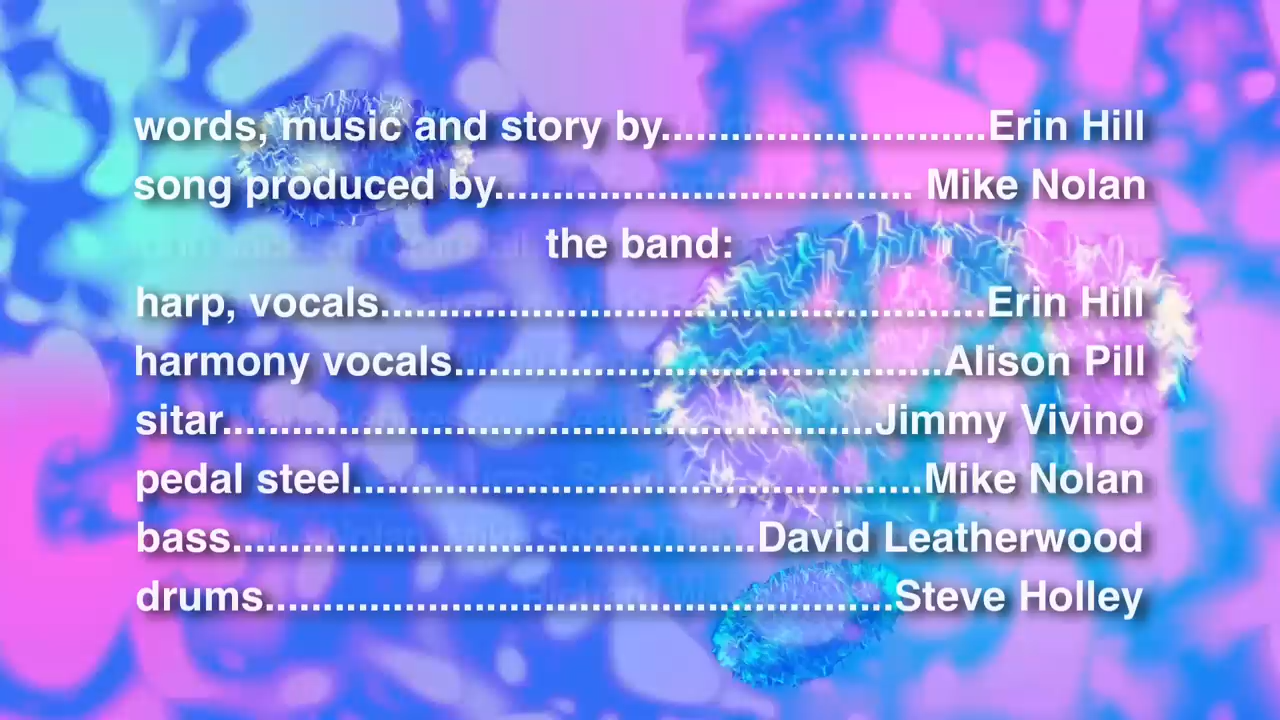 words, music and story by............................Erin Hill
song produced by.................................... Mike Nolan
the band:
harp, vocals....................................................Erin Hill
harmony vocals..........................................Alison Pill
sitar........................................................Jimmy Vivino
pedal steel.................................................Mike Nolan
bass.............................................David Leatherwood
drums......................................................Steve Holley